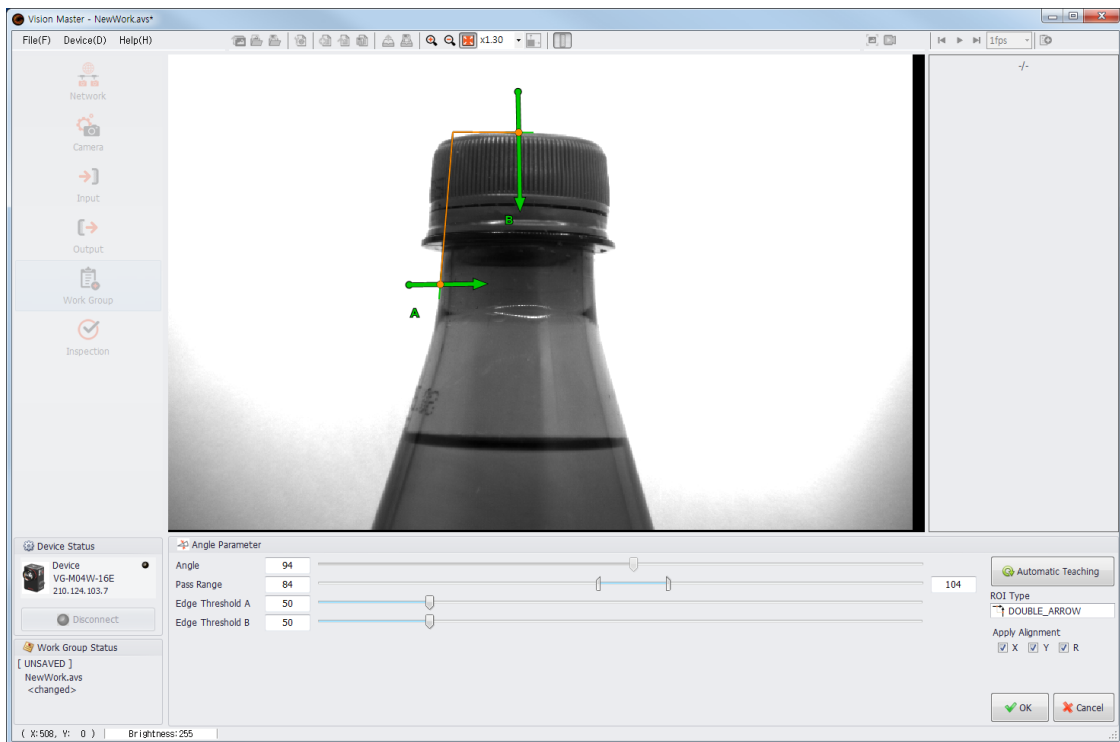 Vision Master - NewWork.avs*
File(F) Device(D) Help(H)
x1.30
1fps
Network
Camera
Input
Output
Work Group
Inspection
-/-
B
A
Device Status
Device
VG-M04W-16E
210.124.103.7
Disconnect
Work Group Status
[ UNSAVED ]
NewWork.avs
<changed>
Angle Parameter
Angle 94
Pass Range 84 104
Edge Threshold A 50
Edge Threshold B 50
Automatic Teaching
ROI Type
DOUBLE_ARROW
Apply Alignment
X Y R
OK Cancel
( X:508, Y: 0 ) Brightness:255